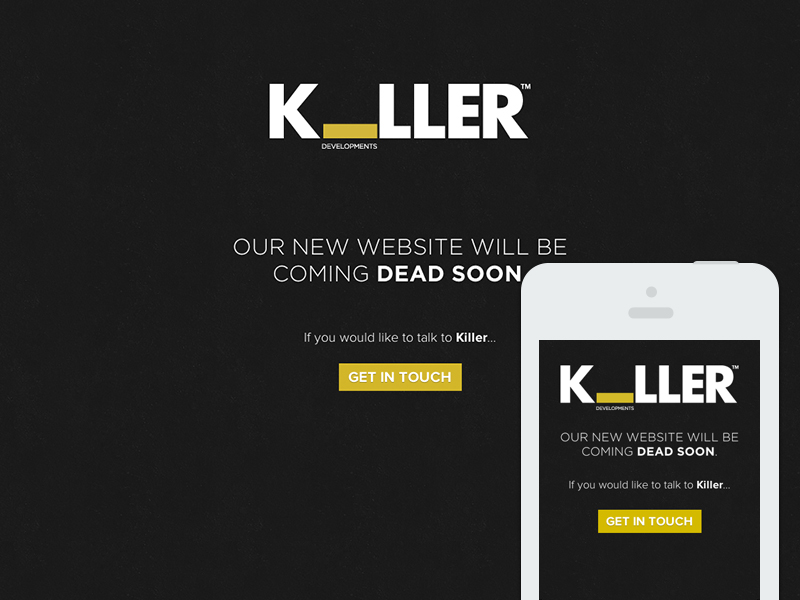 K_LLER™
DEVELOPMENTS
OUR NEW WEBSITE WILL BE
COMING DEAD SOON
If you would like to talk to Killer...
GET IN TOUCH
K_LLER™
DEVELOPMENTS
OUR NEW WEBSITE WILL BE
COMING DEAD SOON.
If you would like to talk to Killer...
GET IN TOUCH